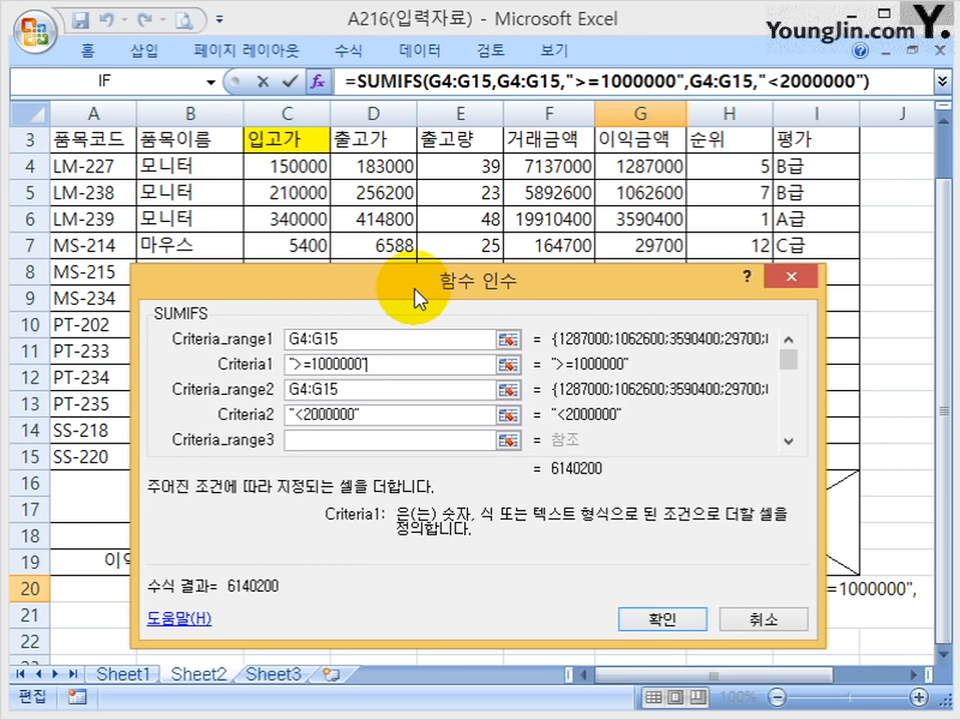 A216(입력자료) - Microsoft Excel
YoungJin.com Y.
홈 삽입 페이지 레이아웃 수식 데이터 검토 보기
IF fx =SUMIFS(G4:G15,G4:G15,">=1000000",G4:G15,"<2000000")
A B C D E F G H I J
3 품목코드 품목이름 입고가 출고가 출고량 거래금액 이익금액 순위 평가
4 LM-227 모니터 150000 183000 39 7137000 1287000 5 B급
5 LM-238 모니터 210000 256200 23 5892600 1062600 7 B급
6 LM-239 모니터 340000 414800 48 19910400 3590400 1 A급
7 MS-214 마우스 5400 6588 25 164700 29700 12 C급
8 MS-215
9 MS-234
10 PT-202
11 PT-233
12 PT-234
13 PT-235
14 SS-218
15 SS-220
16
17
18
19
20 =1000000",
21
22
함수 인수 ?
SUMIFS
Criteria_range1 G4:G15 = {1287000;1062600;3590400;29700;
Criteria1 ">=1000000" = ">=1000000"
Criteria_range2 G4:G15 = {1287000;1062600;3590400;29700;
Criteria2 "<2000000" = "<2000000"
Criteria_range3 = 참조
= 6140200
주어진 조건에 따라 지정되는 셀을 더합니다.
Criteria1: 은(는) 숫자, 식 또는 텍스트 형식으로 된 조건으로 더할 셀을
정의합니다.
수식 결과= 6140200
도움말(H) 확인 취소
Sheet1 Sheet2 Sheet3
편집 100%